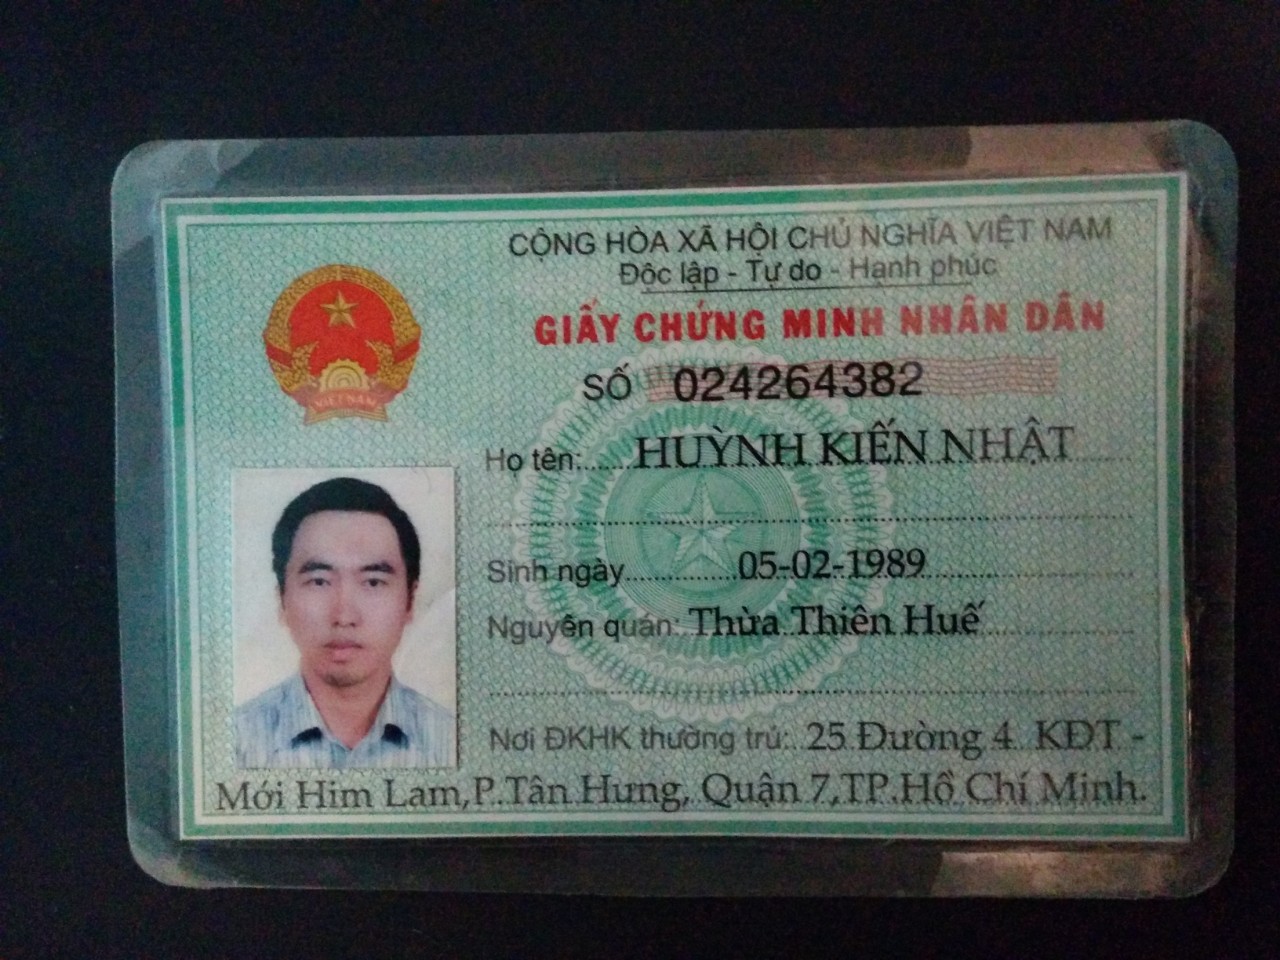 CỘNG HÒA XÃ HỘI CHỦ NGHĨA VIỆT NAM
Độc lập - Tự do - Hạnh phúc
GIẤY CHỨNG MINH NHÂN DÂN
SỐ 024264382
VIỆT NAM
Họ tên: HUỲNH KIẾN NHẬT
Sinh ngày 05-02-1989
Nguyên quán: Thừa Thiên Huế
Nơi ĐKHK thường trú: 25 Đường 4 KĐT -
Mới Him Lam,P.Tân Hưng, Quận 7,TP.Hồ Chí Minh.